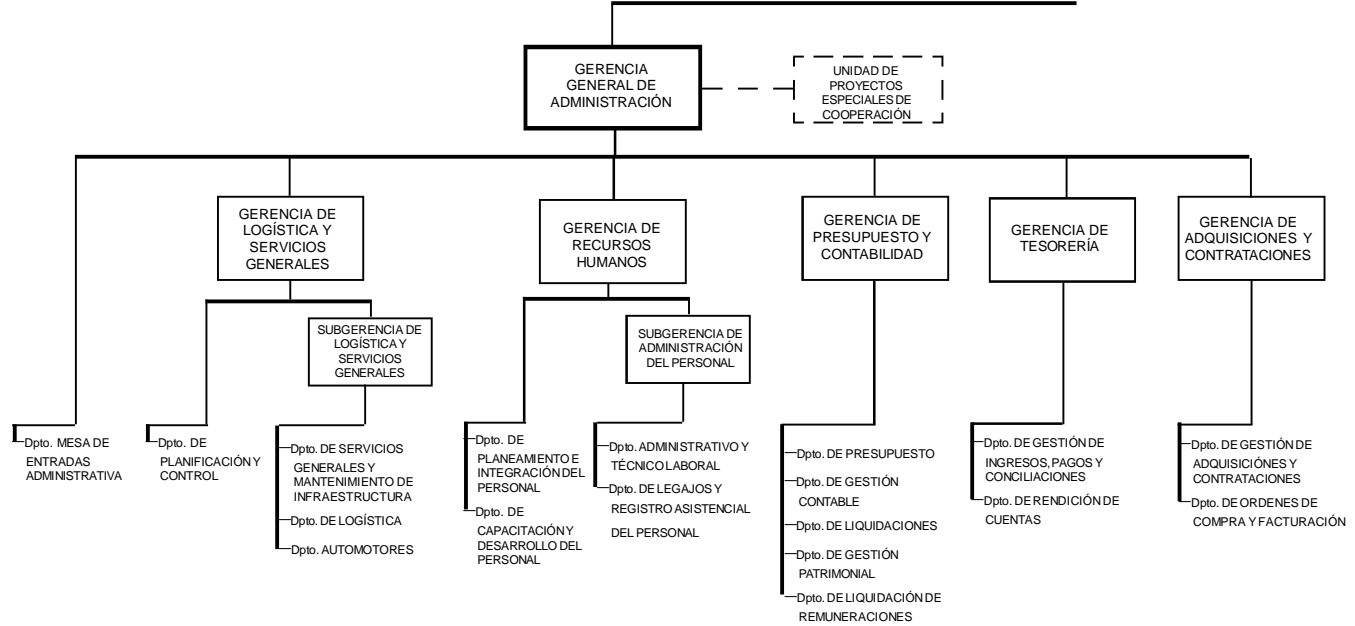 GERENCIA
GENERAL DE
ADMINISTRACIÓN
UNIDAD DE
PROYECTOS
ESPECIALES DE
COOPERACIÓN
GERENCIA DE
LOGÍSTICA Y
SERVICIOS
GENERALES
GERENCIA DE
RECURSOS
HUMANOS
GERENCIA DE
PRESUPUESTO Y
CONTABILIDAD
GERENCIA DE
TESORERÍA
GERENCIA DE
ADQUISICIONES Y
CONTRATACIONES
SUBGERENCIA DE
LOGÍSTICA Y
SERVICIOS
GENERALES
SUBGERENCIA DE
ADMINISTRACIÓN
DEL PERSONAL
Dpto. MESA DE
ENTRADAS
ADMINISTRATIVA
Dpto. DE
PLANIFICACIÓN Y
CONTROL
Dpto. DE SERVICIOS
GENERALES Y
MANTENIMIENTO DE
INFRAESTRUCTURA
Dpto. DE LOGÍSTICA
Dpto. AUTOMOTORES
Dpto. DE
PLANEAMIENTO E
INTEGRACIÓN DEL
PERSONAL
Dpto. DE
CAPACITACIÓN Y
DESARROLLO DEL
PERSONAL
Dpto. ADMINISTRATIVO Y
TÉCNICO LABORAL
Dpto. DE LEGAJOS Y
REGISTRO ASISTENCIAL
DEL PERSONAL
Dpto. DE PRESUPUESTO
Dpto. DE GESTIÓN
CONTABLE
Dpto. DE LIQUIDACIONES
Dpto. DE GESTIÓN
PATRIMONIAL
Dpto. DE LIQUIDACIÓN DE
REMUNERACIONES
Dpto. DE GESTIÓN DE
INGRESOS, PAGOS Y
CONCILIACIONES
Dpto. DE RENDICIÓN DE
CUENTAS
Dpto. DE GESTIÓN DE
ADQUISICIÓNES Y
CONTRATACIONES
Dpto. DE ORDENES DE
COMPRA Y FACTURACIÓN